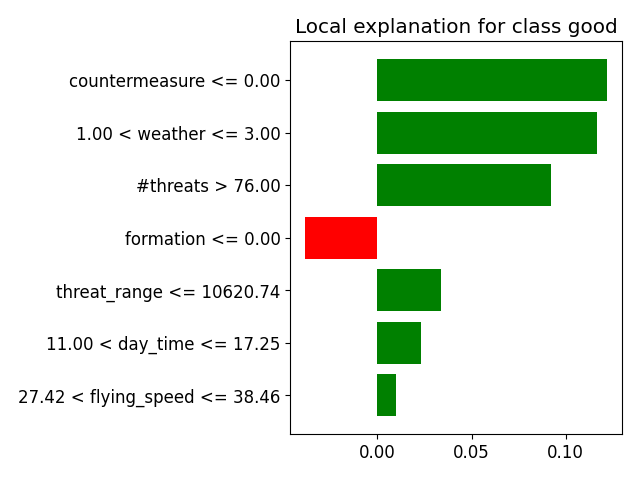 Local explanation for class good
countermeasure <= 0.00
1.00 < weather <= 3.00
#threats > 76.00
formation <= 0.00
threat_range <= 10620.74
11.00 < day_time <= 17.25
27.42 < flying_speed <= 38.46
0.00 0.05 0.10